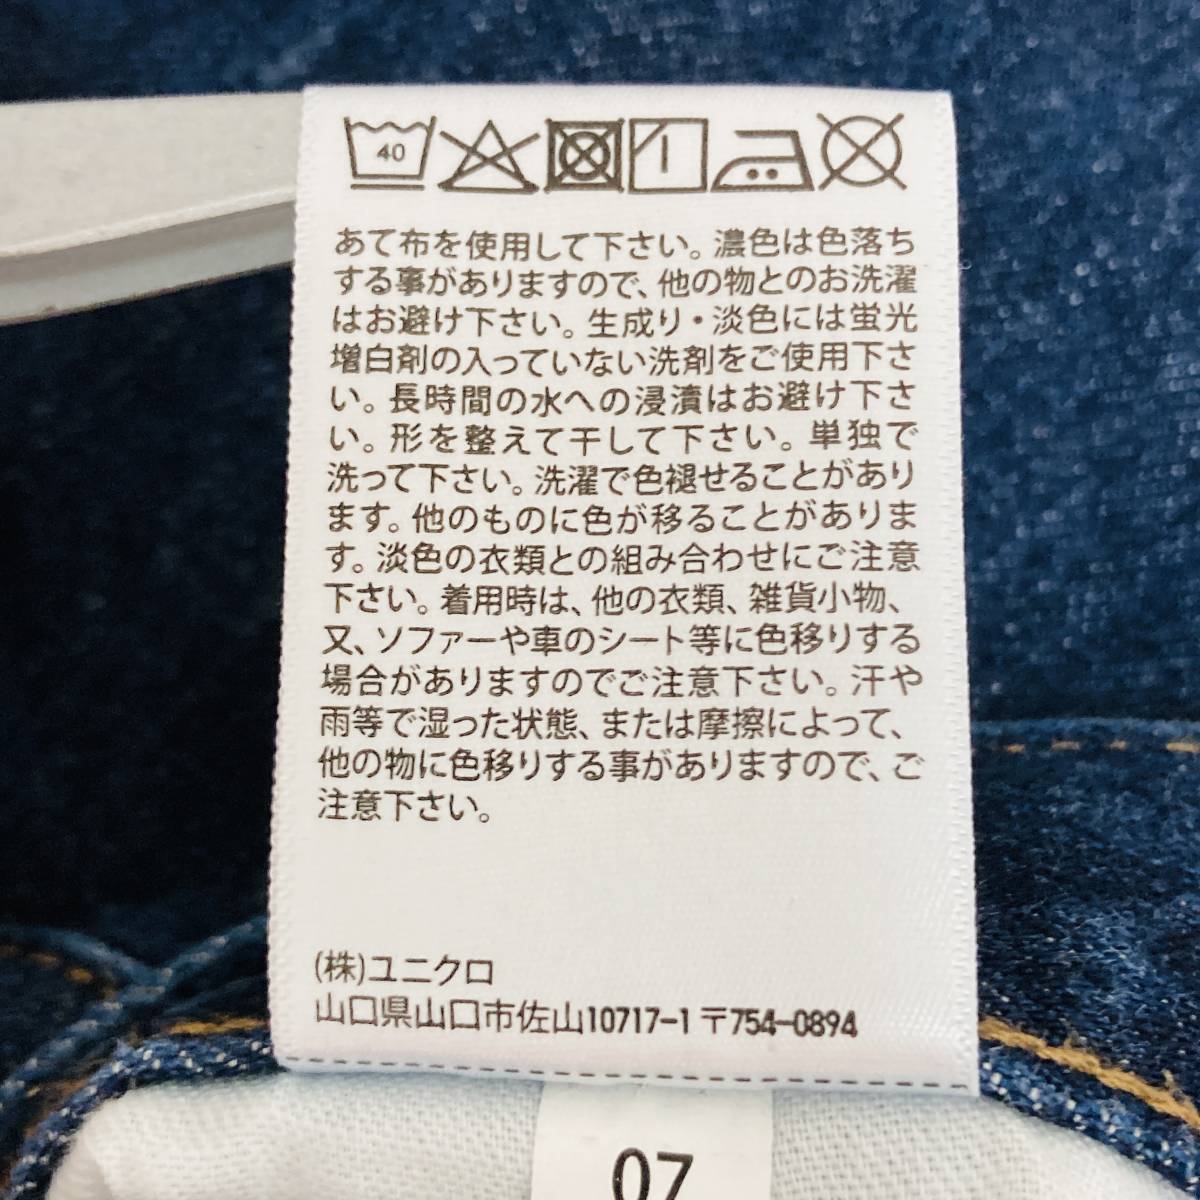 40
あて布を使用して下さい。濃色は色落ち
する事がありますので、他の物とのお洗濯
はお避け下さい。生成り・淡色には蛍光
増白剤の入っていない洗剤をご使用下さ
い。長時間の水への浸漬はお避け下さ
い。形を整えて干して下さい。単独で
洗って下さい。洗濯で色褪せることがあり
ます。他のものに色が移ることがありま
す。淡色の衣類との組み合わせにご注意
下さい。着用時は、他の衣類、雑貨小物、
又、ソファーや車のシート等に色移りする
場合がありますのでご注意下さい。汗や
雨等で湿った状態、または摩擦によって、
他の物に色移りする事がありますので、ご
注意下さい。
(株)ユニクロ
山口県山口市佐山10717-1 〒754-0894
07